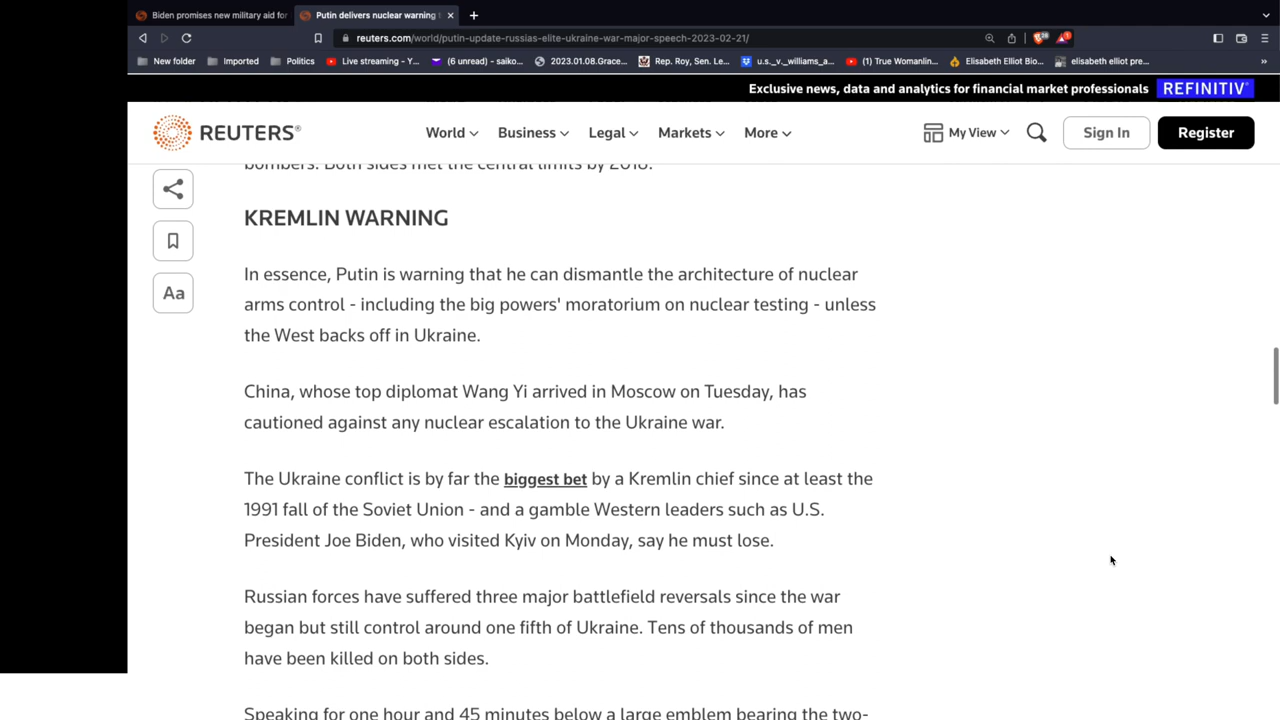 Biden promises new military aid for
Putin delivers nuclear warning
reuters.com/world/putin-update-russias-elite-ukraine-war-major-speech-2023-02-21/
New folder Imported Politics Live streaming - Y... (6 unread) - saiko... 2023.01.08.Grace... Rep. Roy, Sen. Le... u.s._v._williams_a... (1) True Womanlin... Elisabeth Elliot Bio... elisabeth elliot pre... »
Exclusive news, data and analytics for financial market professionals REFINITIV
REUTERS® World Business Legal Markets More My View Sign In Register
bombers. Both sides met the central limits by 2018.
KREMLIN WARNING
Aa
In essence, Putin is warning that he can dismantle the architecture of nuclear
arms control - including the big powers' moratorium on nuclear testing - unless
the West backs off in Ukraine.
China, whose top diplomat Wang Yi arrived in Moscow on Tuesday, has
cautioned against any nuclear escalation to the Ukraine war.
The Ukraine conflict is by far the biggest bet by a Kremlin chief since at least the
1991 fall of the Soviet Union - and a gamble Western leaders such as U.S.
President Joe Biden, who visited Kyiv on Monday, say he must lose.
Russian forces have suffered three major battlefield reversals since the war
began but still control around one fifth of Ukraine. Tens of thousands of men
have been killed on both sides.
Speaking for one hour and 45 minutes below a large emblem bearing the two-